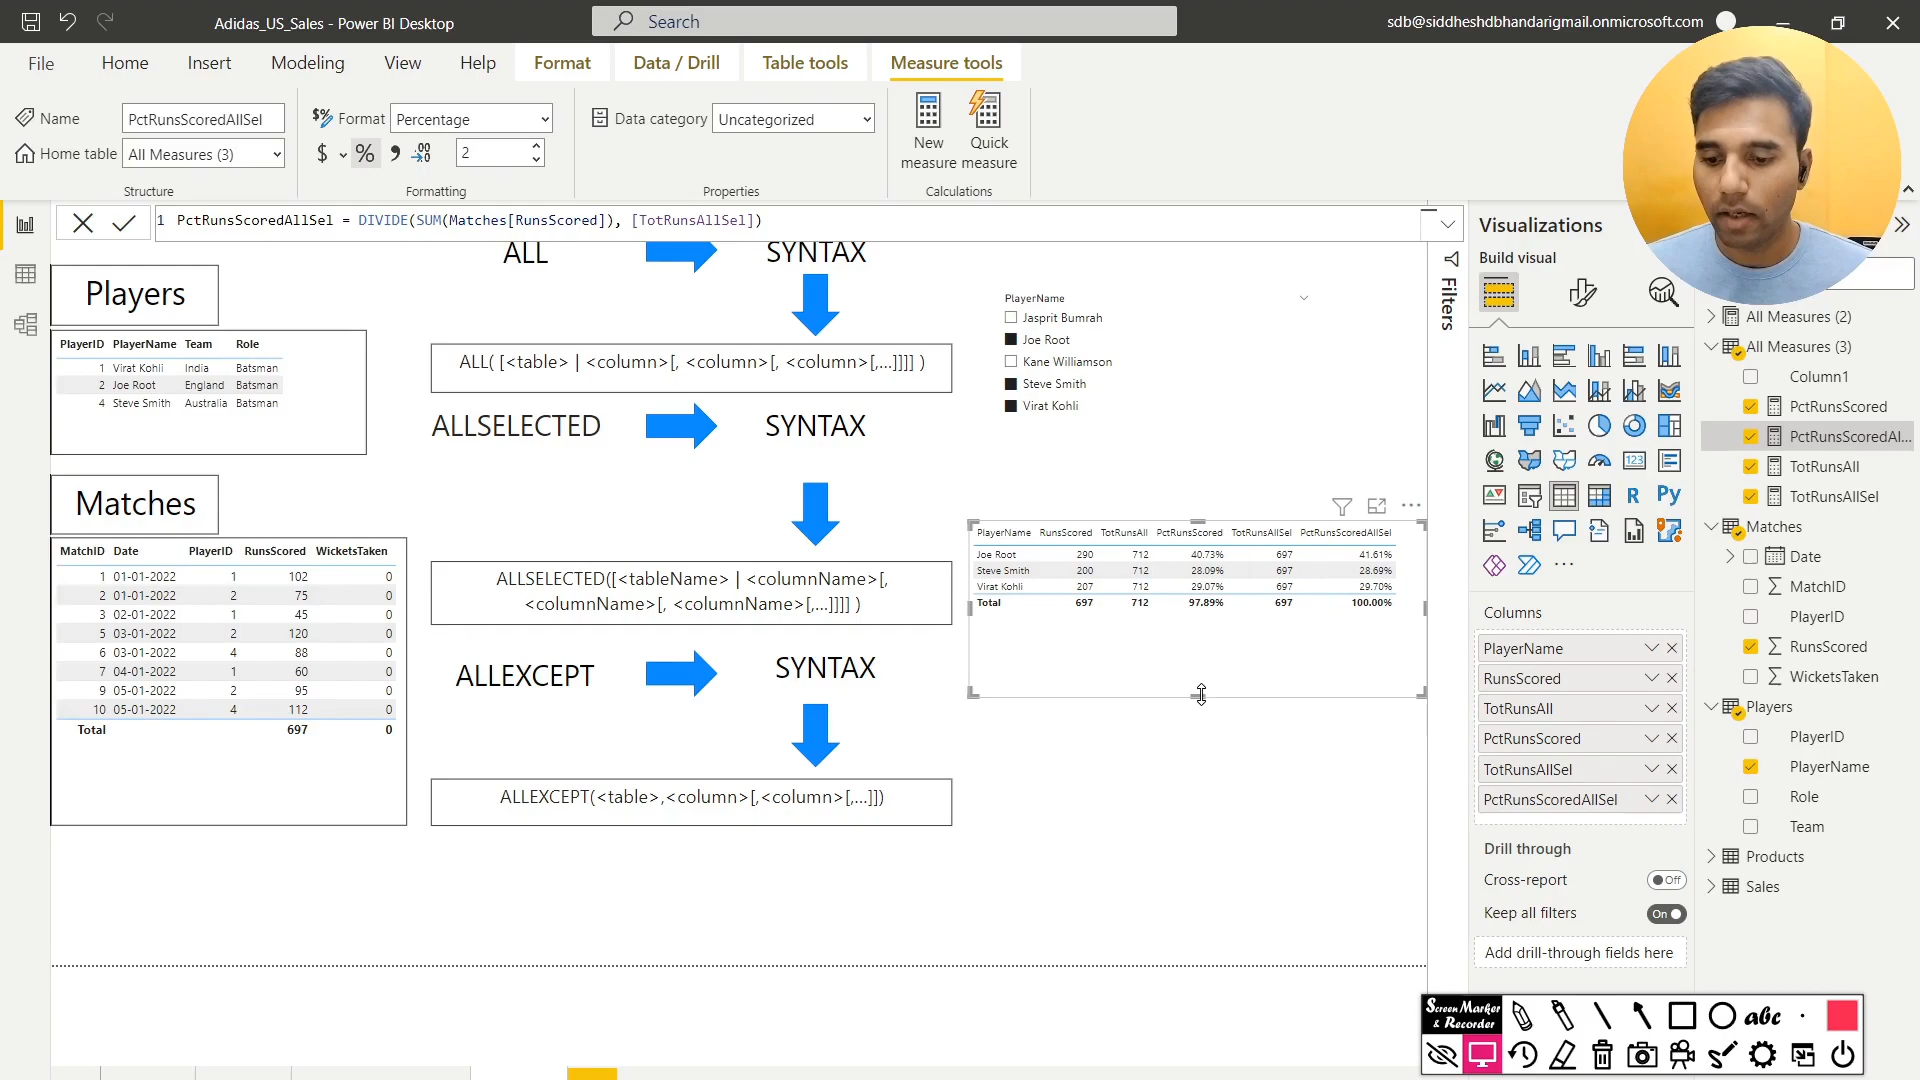 Adidas_US_Sales - Power BI Desktop
Search
sdb@siddheshdbhandarigmail.onmicrosoft.com
File Home Insert Modeling View Help Format Data / Drill Table tools Measure tools
Name PctRunsScoredAllSel
Home table All Measures (3)
Structure
Format Percentage
$ % 9 .00 2
Formatting
Data category Uncategorized
Properties
New measure
Quick measure
Calculations
1 PctRunsScoredAllSel = DIVIDE(SUM(Matches[RunsScored]), [TotRunsAllSel])
ALL SYNTAX
ALL( [<table> | <column>[, <column>[, <column>[,...]]]] )
ALLSELECTED SYNTAX
ALLSELECTED([<tableName> | <columnName>[,
<columnName>[, <columnName>[,...]]]] )
ALLEXCEPT SYNTAX
ALLEXCEPT(<table>,<column>[,<column>[,...]])
Players
PlayerID PlayerName Team Role
1 Virat Kohli India Batsman
2 Joe Root England Batsman
4 Steve Smith Australia Batsman
Matches
MatchID Date PlayerID RunsScored WicketsTaken
1 01-01-2022 1 102 0
2 01-01-2022 2 75 0
3 02-01-2022 1 45 0
5 03-01-2022 2 120 0
6 03-01-2022 4 88 0
7 04-01-2022 1 60 0
9 05-01-2022 2 95 0
10 05-01-2022 4 112 0
Total 697 0
PlayerName
Jasprit Bumrah
Joe Root
Kane Williamson
Steve Smith
Virat Kohli
PlayerName RunsScored TotRunsAll PctRunsScored TotRunsAllSel PctRunsScoredAllSel
Joe Root 290 712 40.73% 697 41.61%
Steve Smith 200 712 28.09% 697 28.69%
Virat Kohli 207 712 29.07% 697 29.70%
Total 697 712 97.89% 697 100.00%
Filters
Visualizations
Build visual
123
R Py
Columns
PlayerName
RunsScored
TotRunsAll
PctRunsScored
TotRunsAllSel
PctRunsScoredAllSel
Drill through
Cross-report Off
Keep all filters On
Add drill-through fields here
All Measures (2)
All Measures (3)
Column1
PctRunsScored
PctRunsScoredAl...
TotRunsAll
TotRunsAllSel
Matches
Date
MatchID
PlayerID
RunsScored
WicketsTaken
Players
PlayerID
PlayerName
Role
Team
Products
Sales
Screen Marker
& Recorder
abc